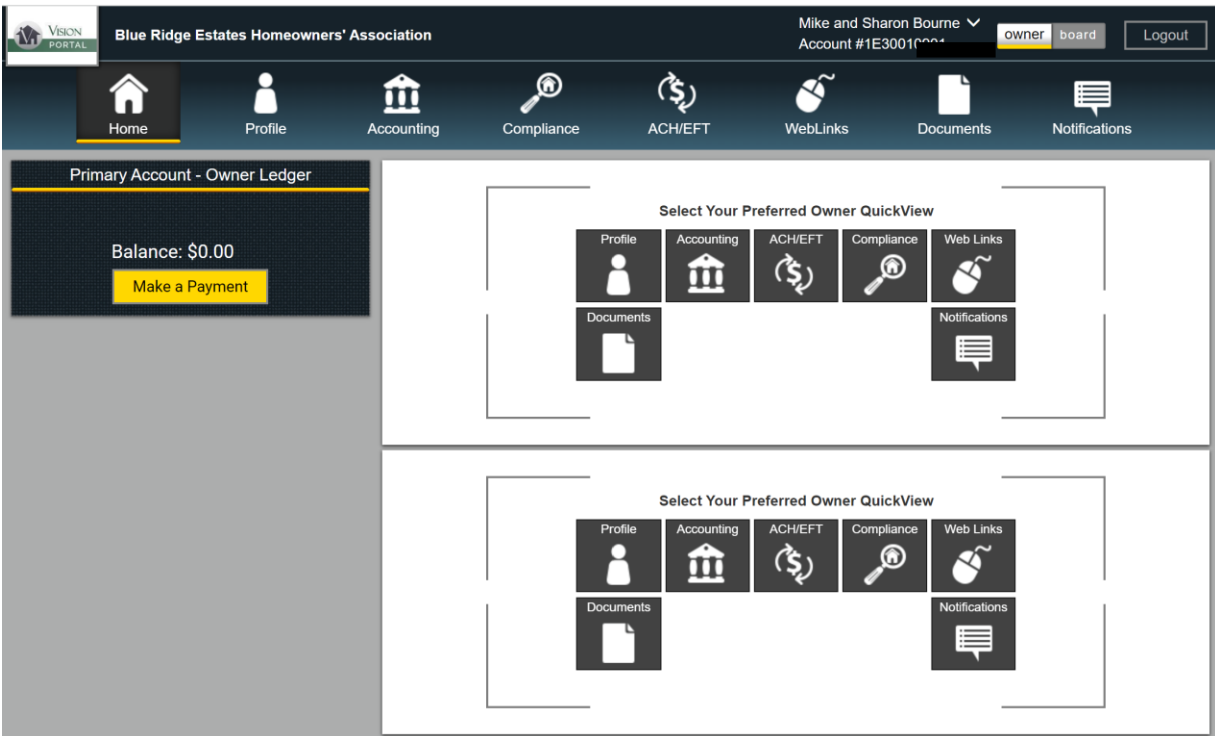 VISION
PORTAL
Blue Ridge Estates Homeowners' Association
Mike and Sharon Bourne
Account
owner board
Logout
Home Profile Accounting Compliance ACH/EFT WebLinks Documents Notifications
Primary Account - Owner Ledger
Balance: $0.00
Make a Payment
Select Your Preferred Owner QuickView
Profile Accounting ACH/EFT Compliance Web Links
Documents Notifications
Select Your Preferred Owner QuickView
Profile Accounting ACH/EFT Compliance Web Links
Documents Notifications